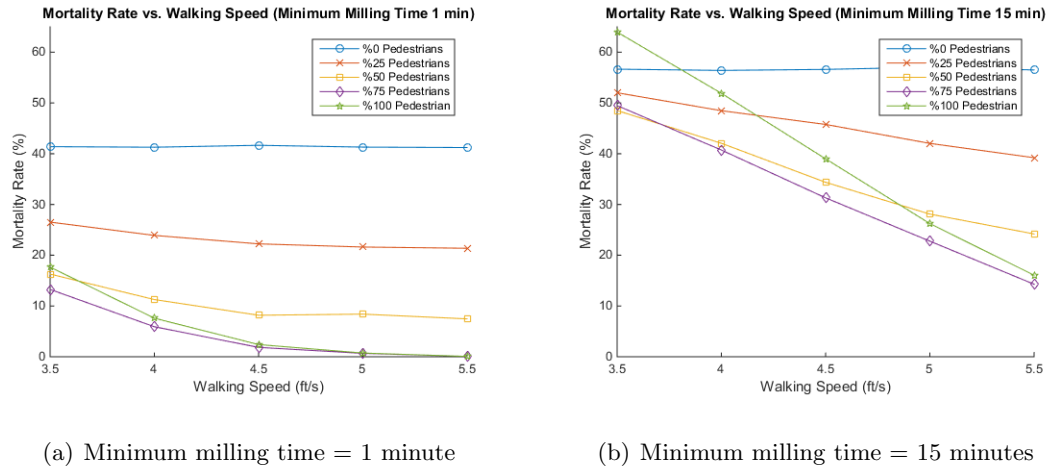 Mortality Rate vs. Walking Speed (Minimum Milling Time 1 min)
60
50
40
30
20
10
0
Mortality Rate (%)
%0 Pedestrians
%25 Pedestrians
%50 Pedestrians
%75 Pedestrians
%100 Pedestrian
3.5 4 4.5 5 5.5
Walking Speed (ft/s)
(a) Minimum milling time = 1 minute
Mortality Rate vs. Walking Speed (Minimum Milling Time 15 min)
60
50
40
30
20
10
0
Mortality Rate (%)
%0 Pedestrians
%25 Pedestrians
%50 Pedestrians
%75 Pedestrians
%100 Pedestrian
3.5 4 4.5 5 5.5
Walking Speed (ft/s)
(b) Minimum milling time = 15 minutes